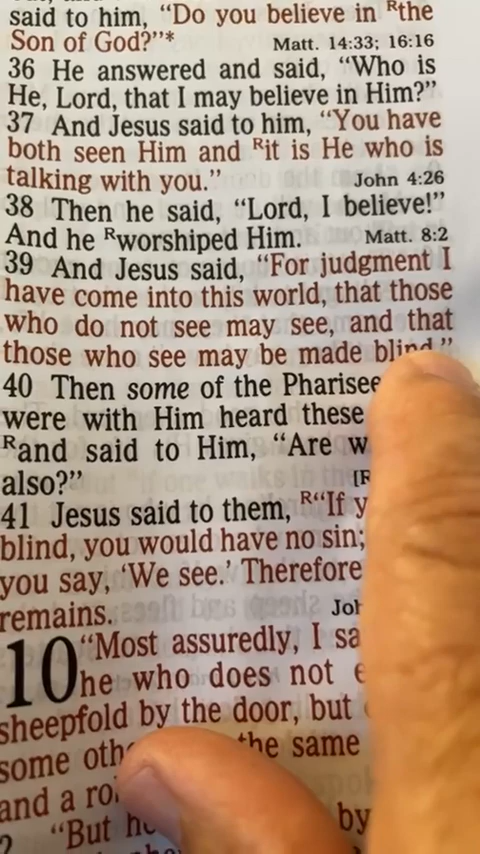 said to him, “Do you believe in ᴿthe
Son of God?”* Matt. 14:33; 16:16
36 He answered and said, “Who is
He, Lord, that I may believe in Him?”
37 And Jesus said to him, “You have
both seen Him and ᴿit is He who is
talking with you.” John 4:26
38 Then he said, “Lord, I believe!”
And he ᴿworshiped Him. Matt. 8:2
39 And Jesus said, “For judgment I
have come into this world, that those
who do not see may see, and that
those who see may be made blind.”
40 Then some of the Pharisee
were with Him heard these
ᴿand said to Him, “Are w
also?” [R
41 Jesus said to them, ᴿ“If y
blind, you would have no sin;
you say, ‘We see.’ Therefore
remains. Joh
10 “Most assuredly, I sa
he who does not e
sheepfold by the door, but
some oth the same
and a ro
2 “But he by